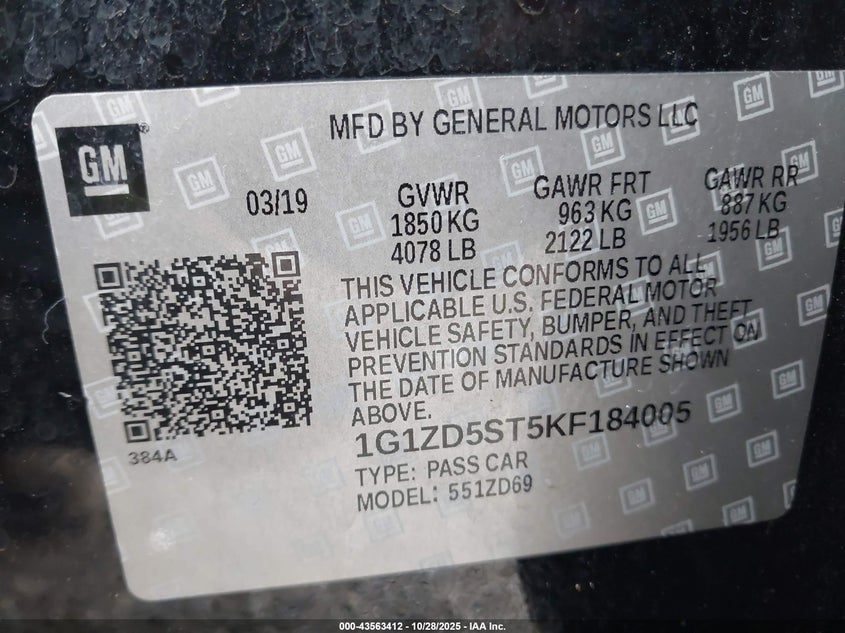 MFD BY GENERAL MOTORS LLC
GM
03/19
GVWR
1850 KG
4078 LB
GAWR FRT
963 KG
2122 LB
GAWR RR
887 KG
1956 LB
THIS VEHICLE CONFORMS TO ALL
APPLICABLE U.S. FEDERAL MOTOR
VEHICLE SAFETY, BUMPER, AND THEFT
PREVENTION STANDARDS IN EFFECT ON
THE DATE OF MANUFACTURE SHOWN
ABOVE.
384A
1G1ZD5ST5KF184005
TYPE: PASS CAR
MODEL: 551ZD69
000-43563412 - 10/28/2025 - IAA Inc.